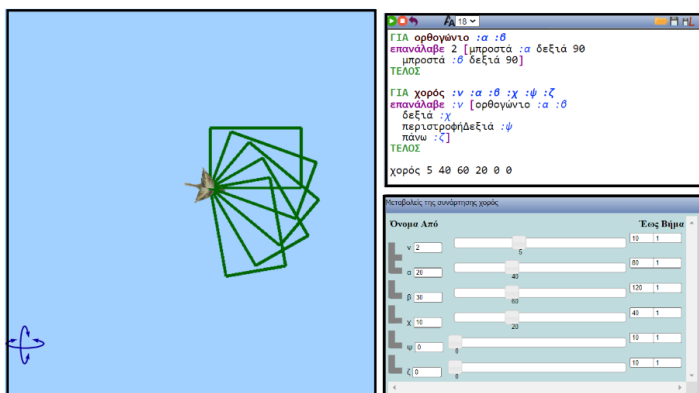 18
ΓΙΑ ορθογώνιο :α :β
επανάλαβε 2 [μπροστά :α δεξιά 90
μπροστά :β δεξιά 90]
ΤΕΛΟΣ
ΓΙΑ χορός :ν :α :β :χ :ψ :ζ
επανάλαβε :ν [ορθογώνιο :α :β
δεξιά :χ
περιστροφήΔεξιά :ψ
πάνω :ζ]
ΤΕΛΟΣ
χορός 5 40 60 20 0 0
Μεταβολείς της συνάρτησης χορός
Όνομα Από Έως Βήμα
ν 2 5 10 1
α 20 40 80 1
β 30 60 120 1
χ 10 20 40 1
ψ 0 0 10 1
ζ 0 0 10 1